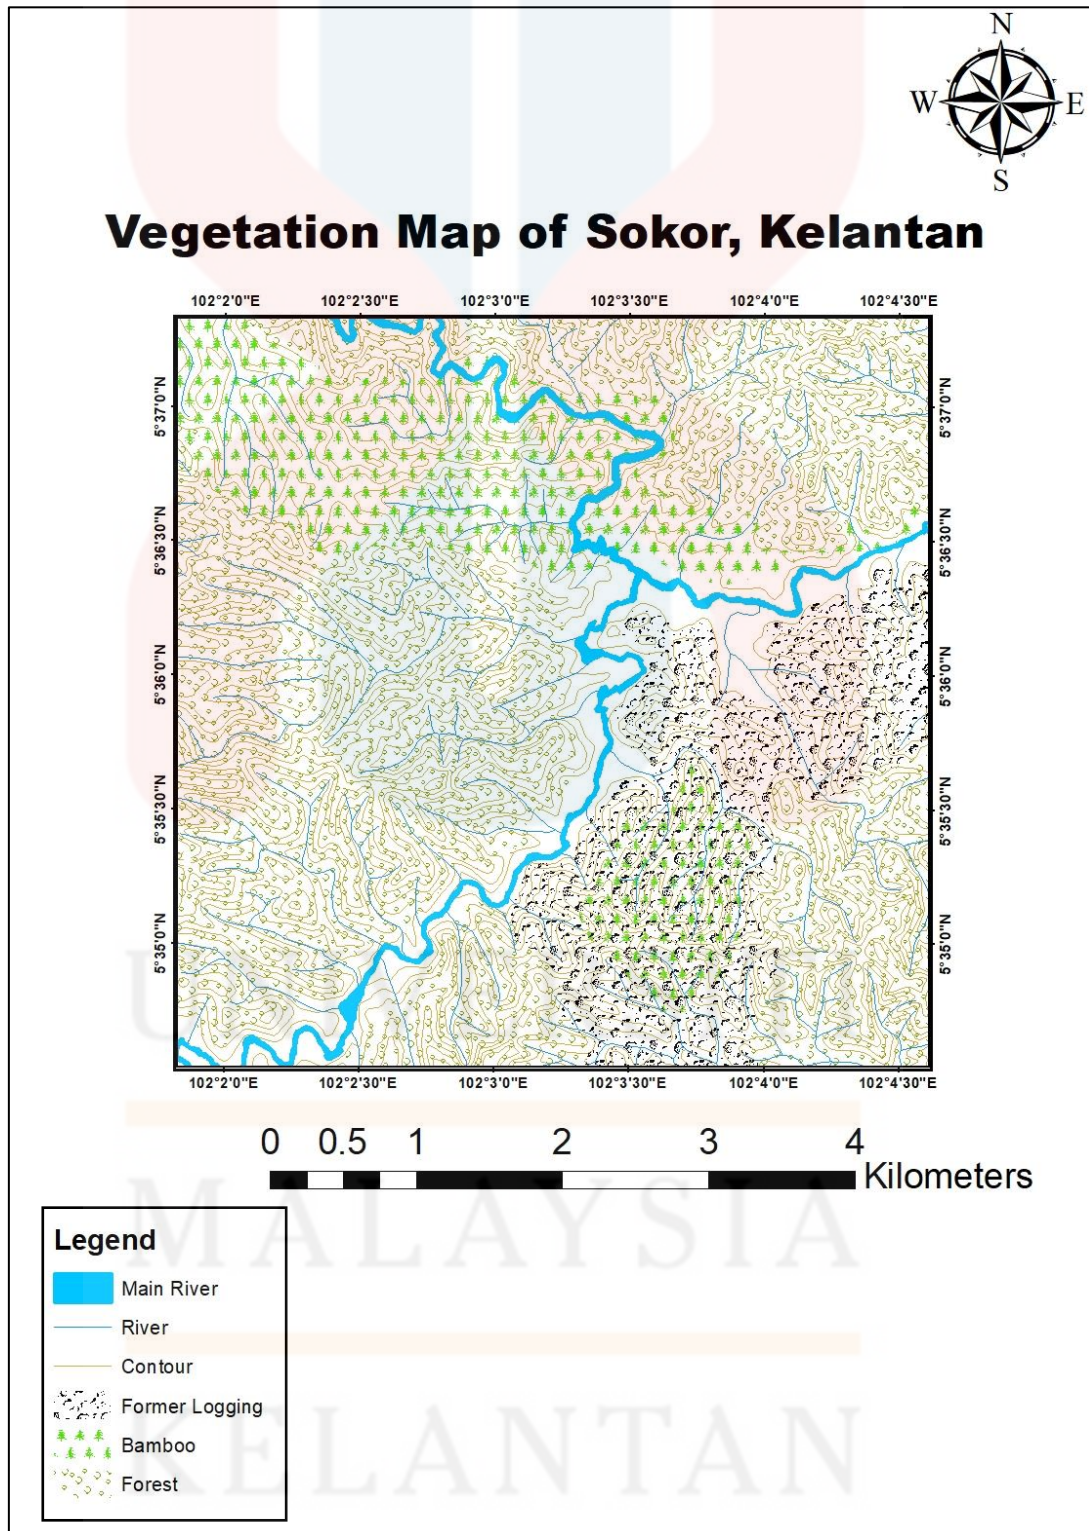 N
W E
S
Vegetation Map of Sokor, Kelantan
102°2'0"E 102°2'30"E 102°3'0"E 102°3'30"E 102°4'0"E 102°4'30"E
5°37'0"N 5°37'0"N
5°36'30"N 5°36'30"N
5°36'0"N 5°36'0"N
5°35'30"N 5°35'30"N
5°35'0"N 5°35'0"N
102°2'0"E 102°2'30"E 102°3'0"E 102°3'30"E 102°4'0"E 102°4'30"E
0 0.5 1 2 3 4
Kilometers
MALAYSIA
Legend
Main River
River
Contour
Former Logging
Bamboo
Forest
KELANTAN